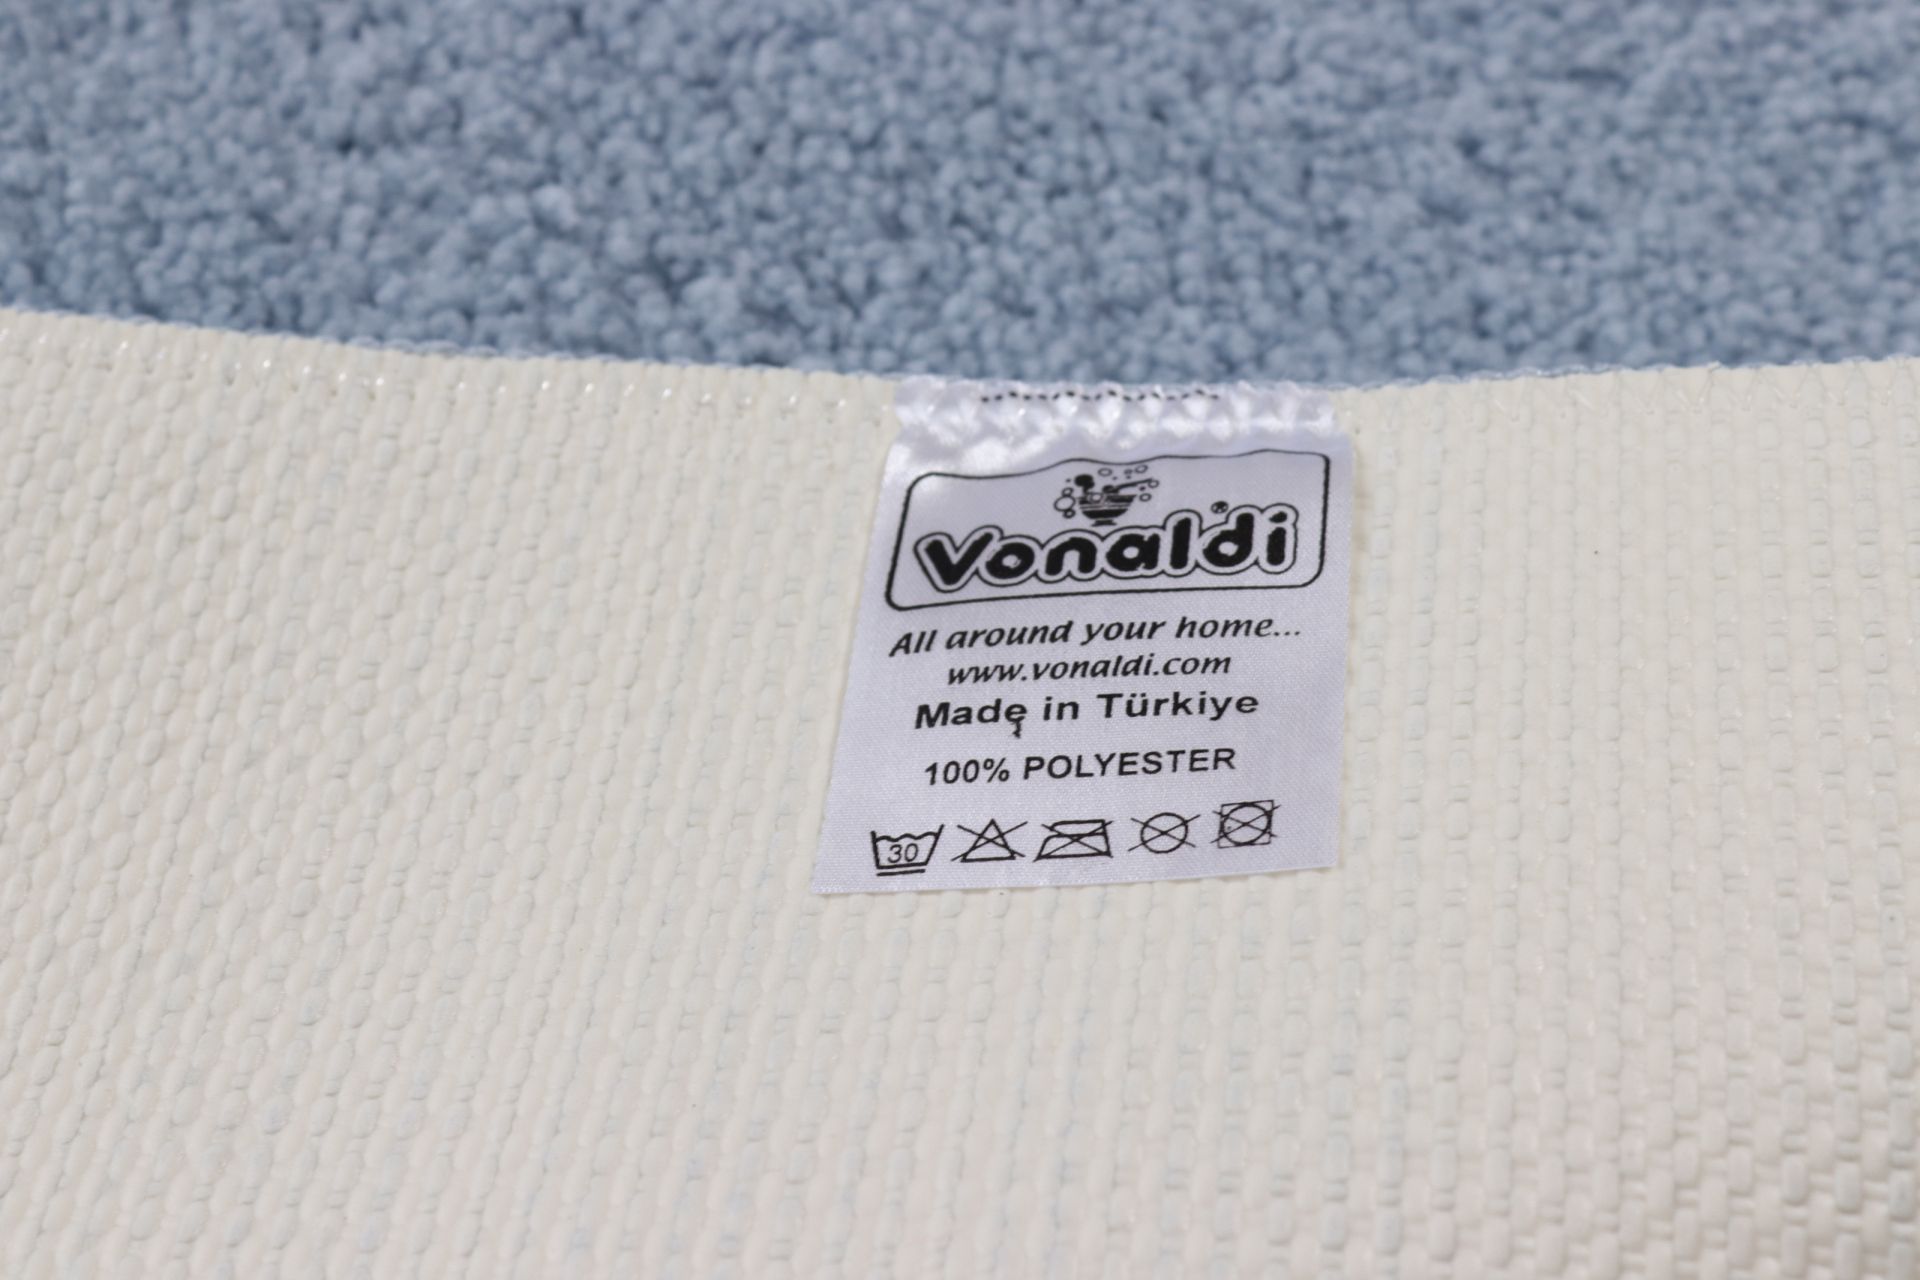 Vonaldi®
All around your home...
www.vonaldi.com
Made in Türkiye
100% POLYESTER
30